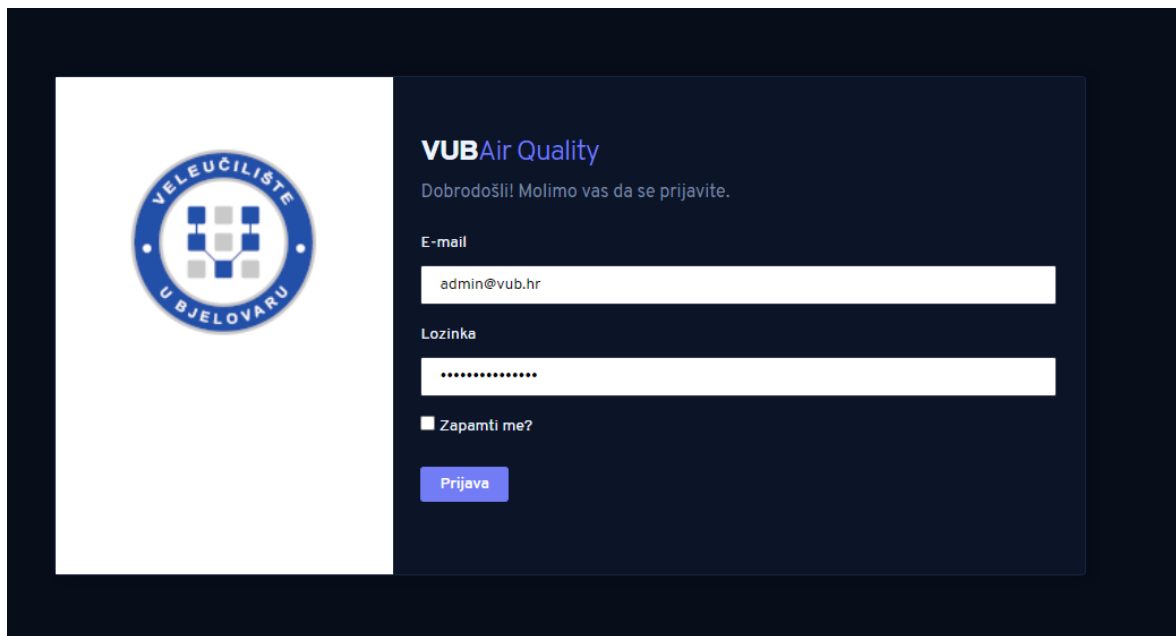 VELEUČILIŠTE
U BJELOVARU
VUBAir Quality
Dobrodošli! Molimo vas da se prijavite.
E-mail
admin@vub.hr
Lozinka
•••••••••••••••
Zapamti me?
Prijava